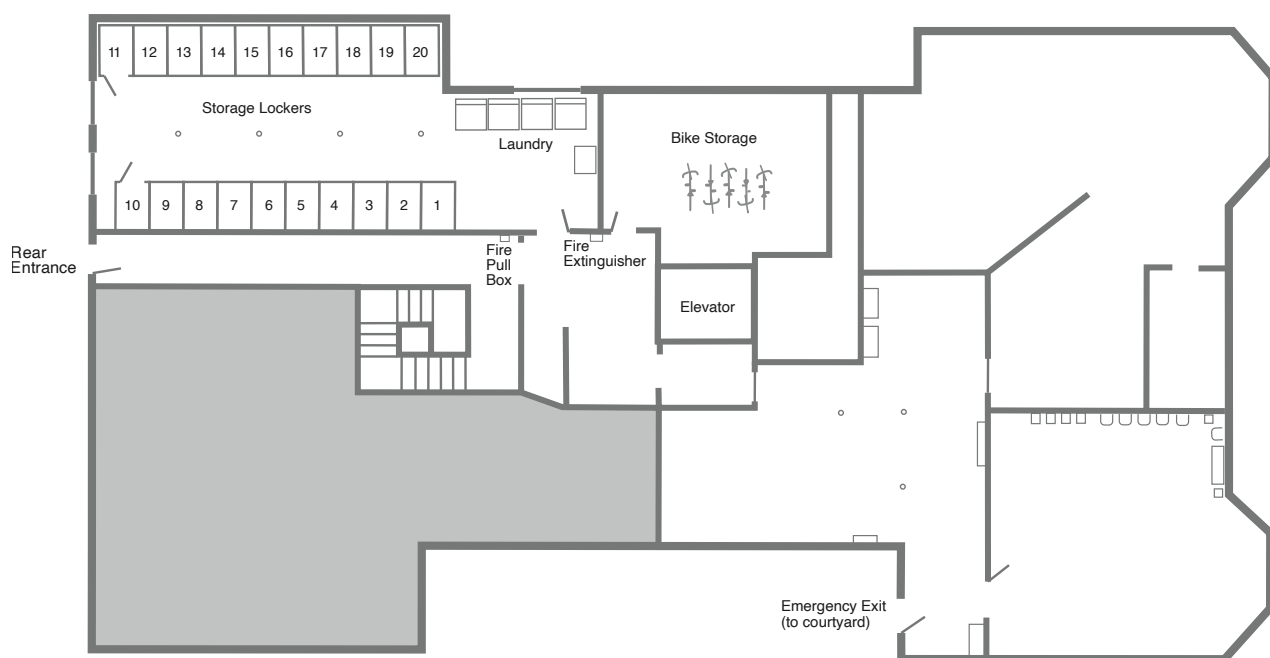 11 12 13 14 15 16 17 18 19 20
Storage Lockers
Laundry
Bike Storage
10 9 8 7 6 5 4 3 2 1
Rear
Entrance
Fire
Pull
Box
Fire
Extinguisher
Elevator
Emergency Exit
(to courtyard)